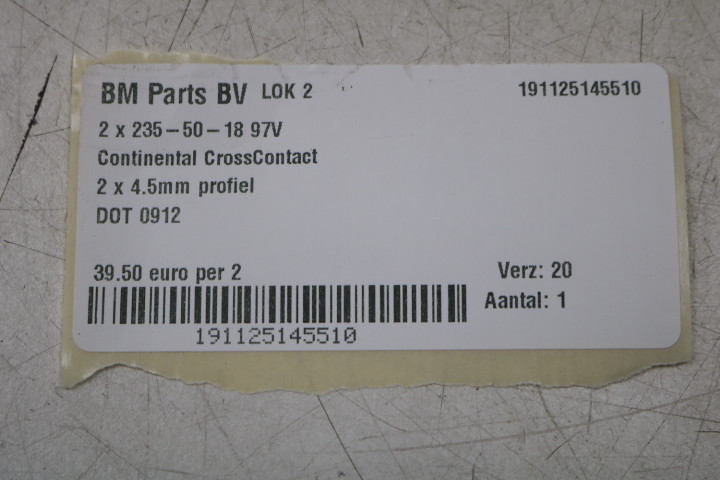 BM Parts BV LOK 2 191125145510
2 x 235-50-18 97V
Continental CrossContact
2 x 4.5mm profiel
DOT 0912
39.50 euro per 2 Verz: 20
Aantal: 1
191125145510